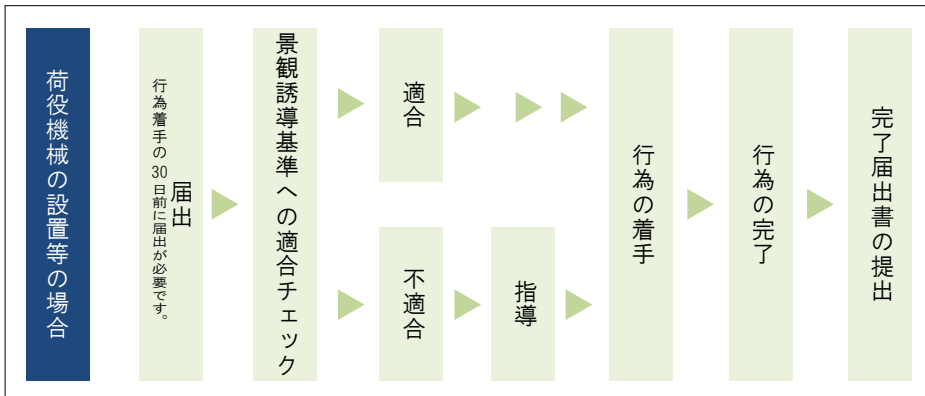 荷役機械の設置等の場合
届出
行為着手の30日前に届出が必要です。
景観誘導基準への適合チェック
適合
不適合
指導
行為の着手
行為の完了
完了届出書の提出